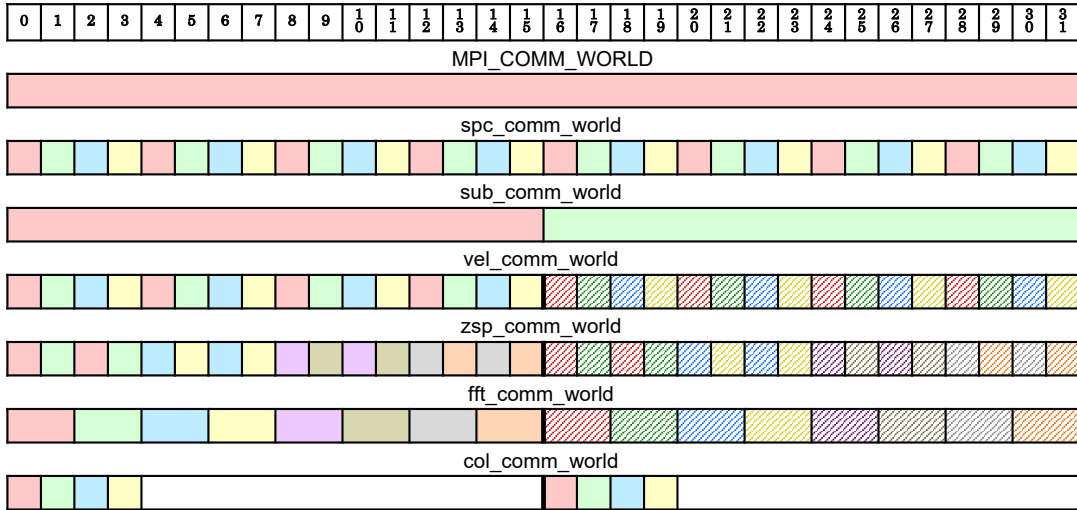 0 1 2 3 4 5 6 7 8 9 10 11 12 13 14 15 16 17 18 19 20 21 22 23 24 25 26 27 28 29 30 31
MPI_COMM_WORLD
spc_comm_world
sub_comm_world
vel_comm_world
zsp_comm_world
fft_comm_world
col_comm_world